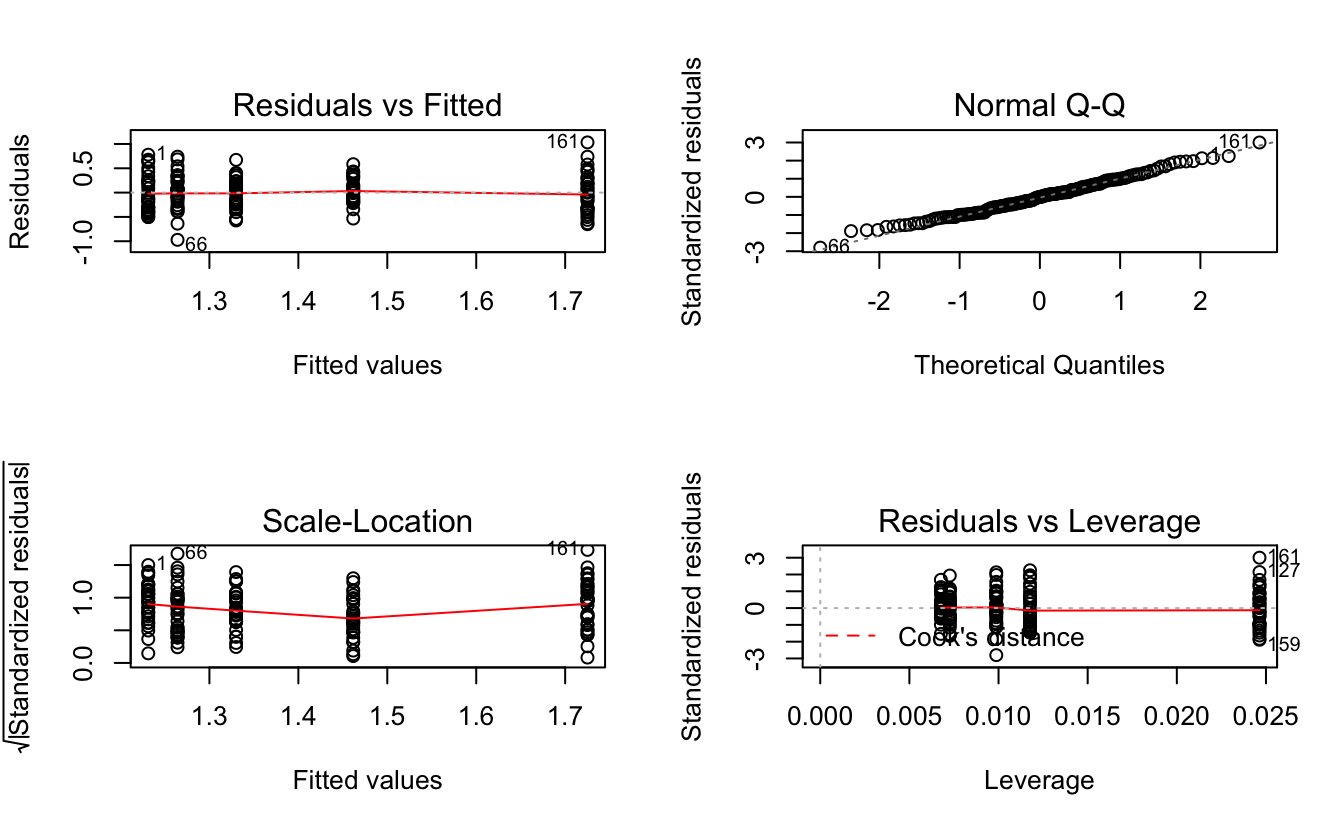 Residuals vs Fitted
Residuals
0.5
-1.0
161
1
66
1.3 1.4 1.5 1.6 1.7
Fitted values
Normal Q-Q
Standardized residuals
3
0
-3
161
1
66
-2 -1 0 1 2
Theoretical Quantiles
Scale-Location
√|Standardized residuals|
1.0
0.0
161
66
1
1.3 1.4 1.5 1.6 1.7
Fitted values
Residuals vs Leverage
Standardized residuals
3
0
-3
161
127
159
Cook's distance
0.000 0.005 0.010 0.015 0.020 0.025
Leverage